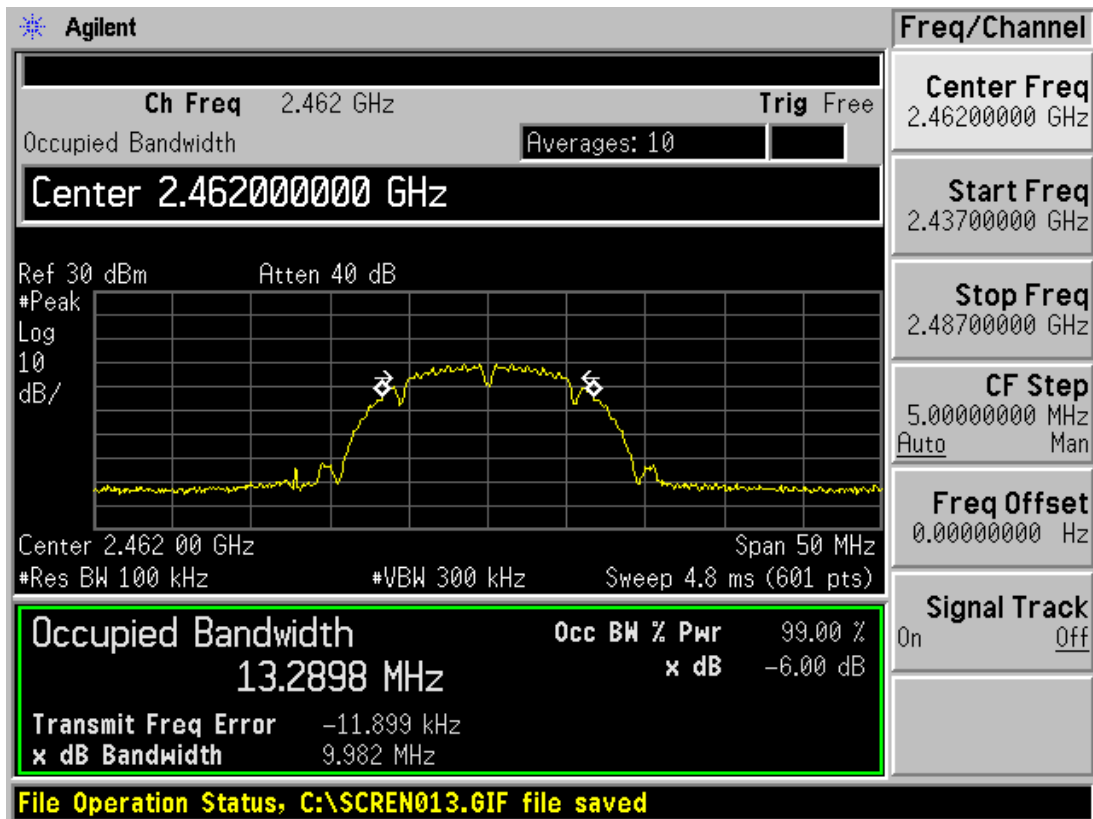 Agilent
Freq/Channel
Ch Freq 2.462 GHz Trig Free
Occupied Bandwidth Averages: 10
Center 2.462000000 GHz
Ref 30 dBm Atten 40 dB
#Peak
Log
10
dB/
Center 2.462 00 GHz Span 50 MHz
#Res BW 100 kHz #VBW 300 kHz Sweep 4.8 ms (601 pts)
Occupied Bandwidth Occ BW % Pwr 99.00 %
13.2898 MHz x dB -6.00 dB
Transmit Freq Error -11.899 kHz
x dB Bandwidth 9.982 MHz
Center Freq
2.46200000 GHz
Start Freq
2.43700000 GHz
Stop Freq
2.48700000 GHz
CF Step
5.00000000 MHz
Auto Man
Freq Offset
0.00000000 Hz
Signal Track
On Off
File Operation Status, C:\SCREN013.GIF file saved